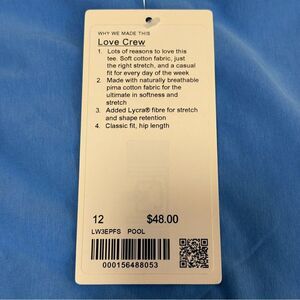 WHY WE MADE THIS
Love Crew
1. Lots of reasons to love this
tee. Soft cotton fabric, just
the right stretch, and a casual
fit for every day of the week
2. Made with naturally breathable
pima cotton fabric for the
ultimate in softness and
stretch
3. Added Lycra® fibre for stretch
and shape retention
4. Classic fit, hip length
12 $48.00
LW3EPFS POOL
000156488053